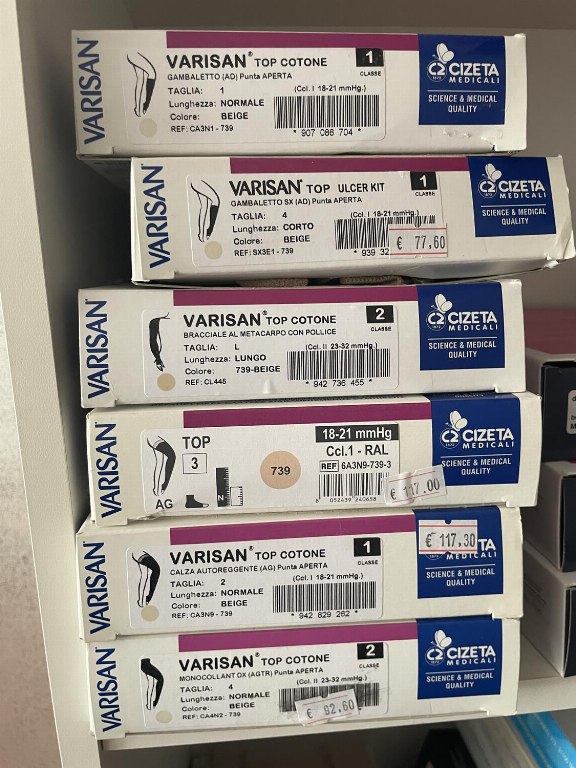 VARISAN
VARISAN® TOP COTONE
GAMBALETTO (AD) Punta APERTA
TAGLIA: 1
(Ccl. I 18-21 mmHg.)
Lunghezza: NORMALE
Colore: BEIGE
REF: CA3N1 - 739
* 907 086 704 *
1
CLASSE
CIZETA
MEDICALI
SCIENCE & MEDICAL
QUALITY
VARISAN
VARISAN® TOP ULCER KIT
GAMBALETTO SX (AD) Punta APERTA
TAGLIA: 4
(Ccl. I 18-21 mmHg.)
Lunghezza: CORTO
Colore: BEIGE
REF: SX3E1 - 739
* 939 32
€ 77,60
1
CLASSE
CIZETA
MEDICALI
SCIENCE & MEDICAL
QUALITY
VARISAN
VARISAN® TOP COTONE
BRACCIALE AL METACARPO CON POLLICE
TAGLIA: L
(Ccl. II 23-32 mmHg.)
Lunghezza: LUNGO
Colore: 739-BEIGE
REF: CL445
* 942 736 455 *
2
CLASSE
CIZETA
MEDICALI
SCIENCE & MEDICAL
QUALITY
VARISAN
TOP
3
AG
N
739
18-21 mmHg
Ccl.1 - RAL
REF 6A3N9-739-3
8 052439 240658
€ 117,00
CIZETA
MEDICALI
SCIENCE & MEDICAL
QUALITY
VARISAN
VARISAN® TOP COTONE
CALZA AUTOREGGENTE (AG) Punta APERTA
TAGLIA: 2
(Ccl. I 18-21 mmHg.)
Lunghezza: NORMALE
Colore: BEIGE
REF: CA3N9 - 739
* 942 829 262 *
1
CLASSE
€ 117,30
TA
MEDICALI
SCIENCE & MEDICAL
QUALITY
VARISAN
VARISAN® TOP COTONE
MONOCOLLANT DX (AGTR) Punta APERTA
TAGLIA: 4
(Ccl. II 23-32 mmHg.)
Lunghezza: NORMALE
Colore: BEIGE
REF: CA4N2 - 739
€ 92,60
2
CLASSE
CIZETA
MEDICALI
SCIENCE & MEDICAL
QUALITY